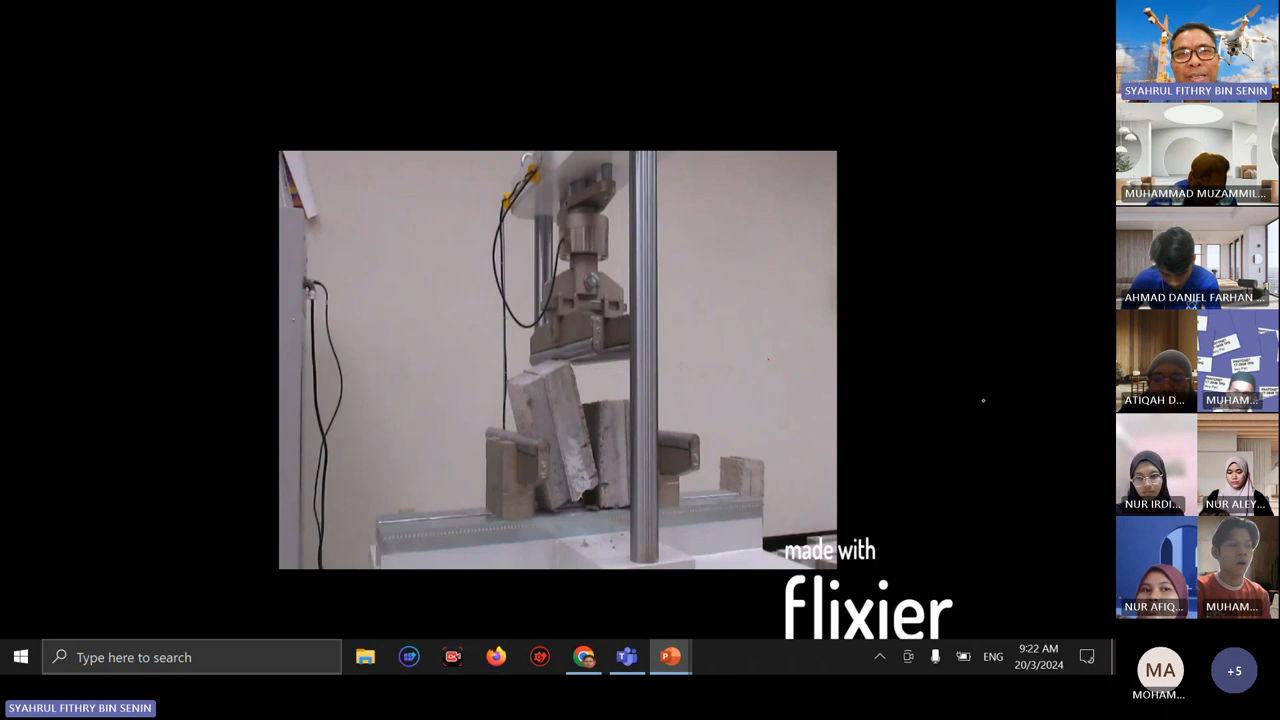 SYAHRUL FITHRY BIN SENIN
MUHAMMAD MUZAMMIL...
AHMAD DANIEL FARHAN ...
ATIQAH D...
MUHAM...
NUR IRDI...
NUR ALEY...
NUR AFIQ...
MUHAM...
MA
MOHAM...
+5
made with
flixier
Type here to search
ENG
9:22 AM
20/3/2024
SYAHRUL FITHRY BIN SENIN